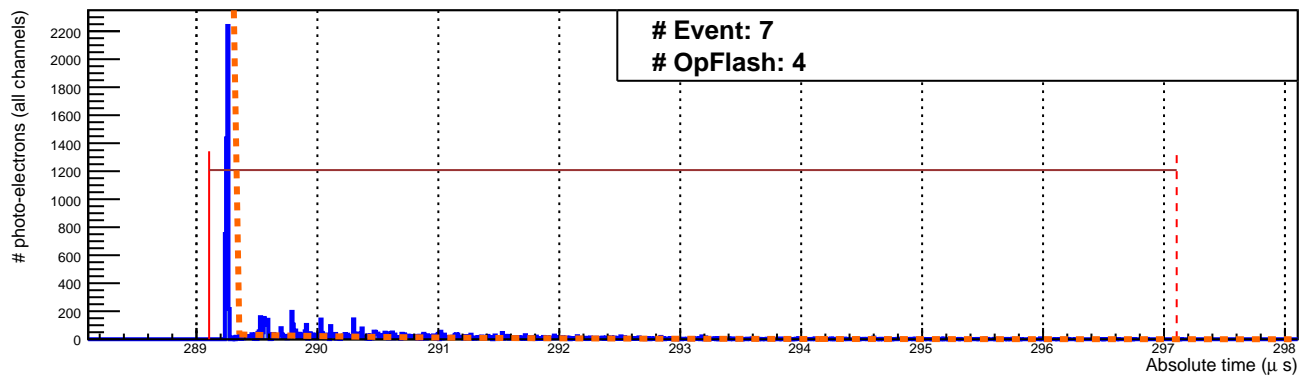 # Event: 7
# OpFlash: 4
# photo-electrons (all channels)
2200
2000
1800
1600
1400
1200
1000
800
600
400
200
0
289 290 291 292 293 294 295 296 297 298
Absolute time (μ s)